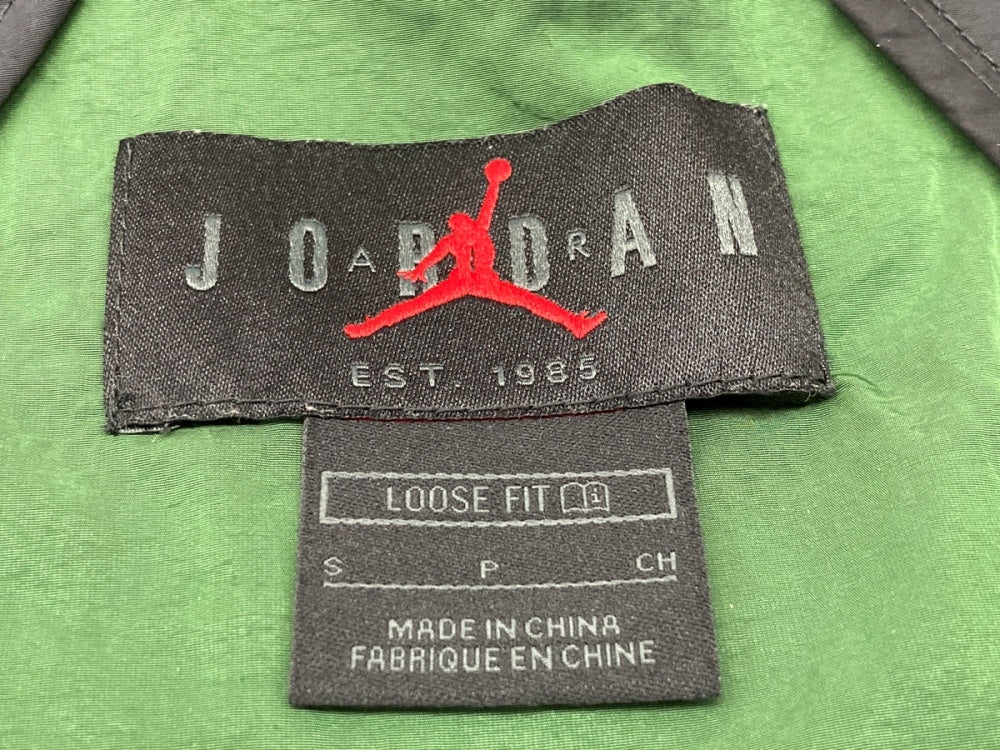 JORDAN
AIR
EST. 1985
LOOSE FIT
S P CH
MADE IN CHINA
FABRIQUE EN CHINE